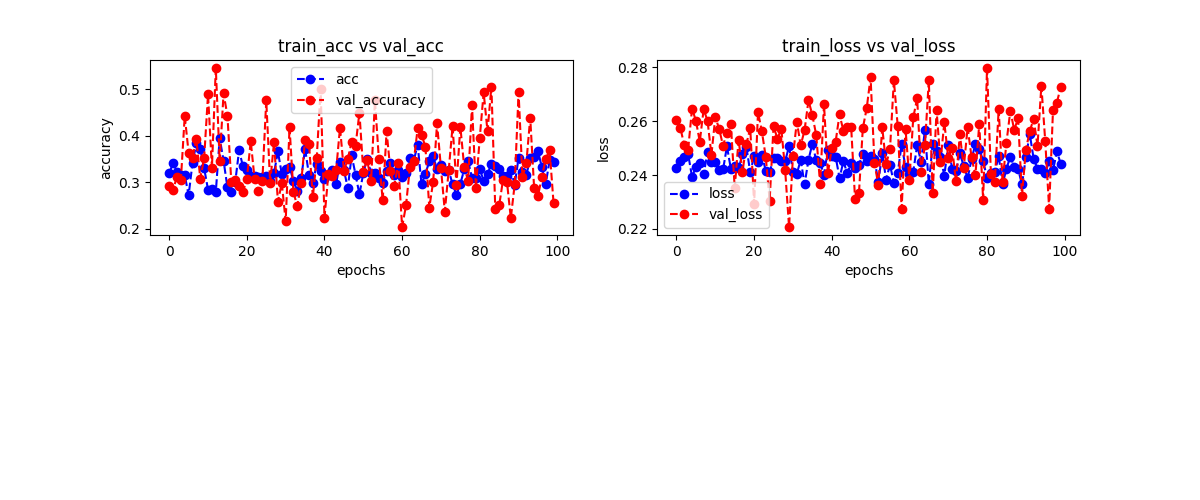 train_acc vs val_acc
acc
val_accuracy
accuracy
0.5
0.4
0.3
0.2
0 20 40 60 80 100
epochs
train_loss vs val_loss
loss
0.28
0.26
0.24
0.22
loss
val_loss
0 20 40 60 80 100
epochs